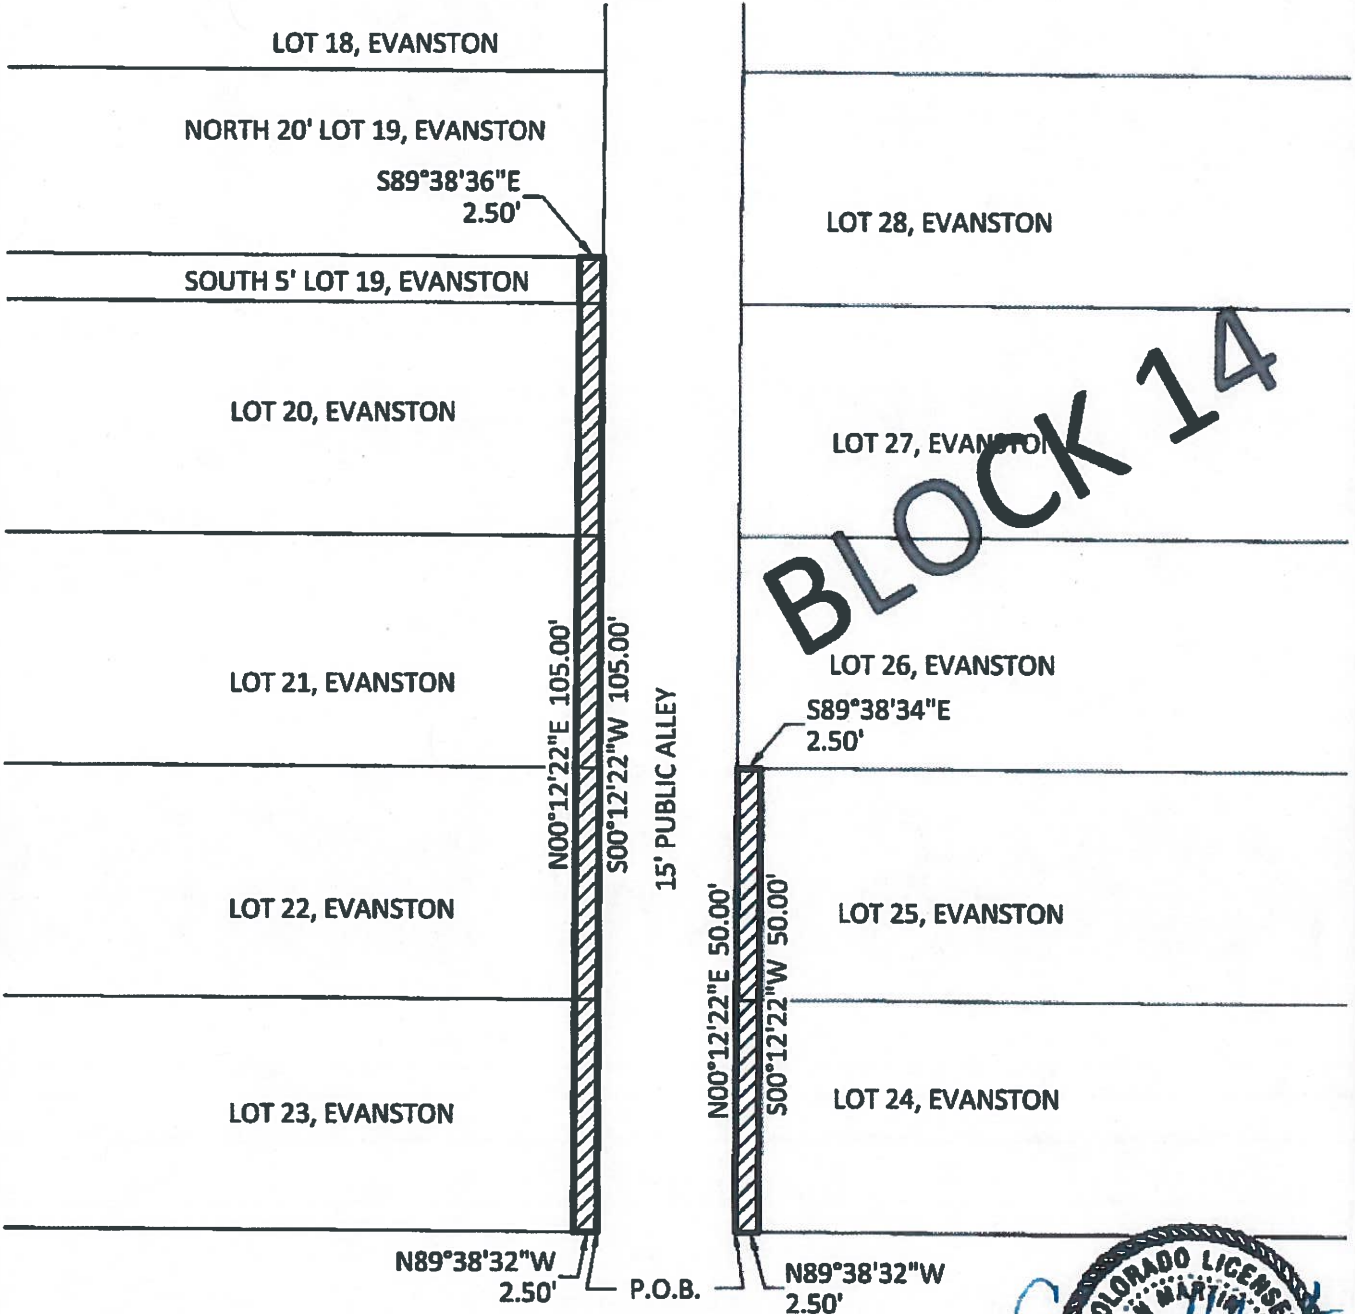 LOT 18, EVANSTON
NORTH 20' LOT 19, EVANSTON
S89°38'36"E
2.50'
LOT 28, EVANSTON
SOUTH 5' LOT 19, EVANSTON
BLOCK 14
LOT 20, EVANSTON
LOT 27, EVANSTON
LOT 21, EVANSTON
LOT 26, EVANSTON
N00°12'22"E 105.00'
S00°12'22"W 105.00'
15' PUBLIC ALLEY
S89°38'34"E
2.50'
LOT 22, EVANSTON
LOT 25, EVANSTON
N00°12'22"E 50.00'
S00°12'22"W 50.00'
LOT 23, EVANSTON
LOT 24, EVANSTON
N89°38'32"W
2.50'
P.O.B.
N89°38'32"W
2.50'
COLORADO LICENSE
MARTIN